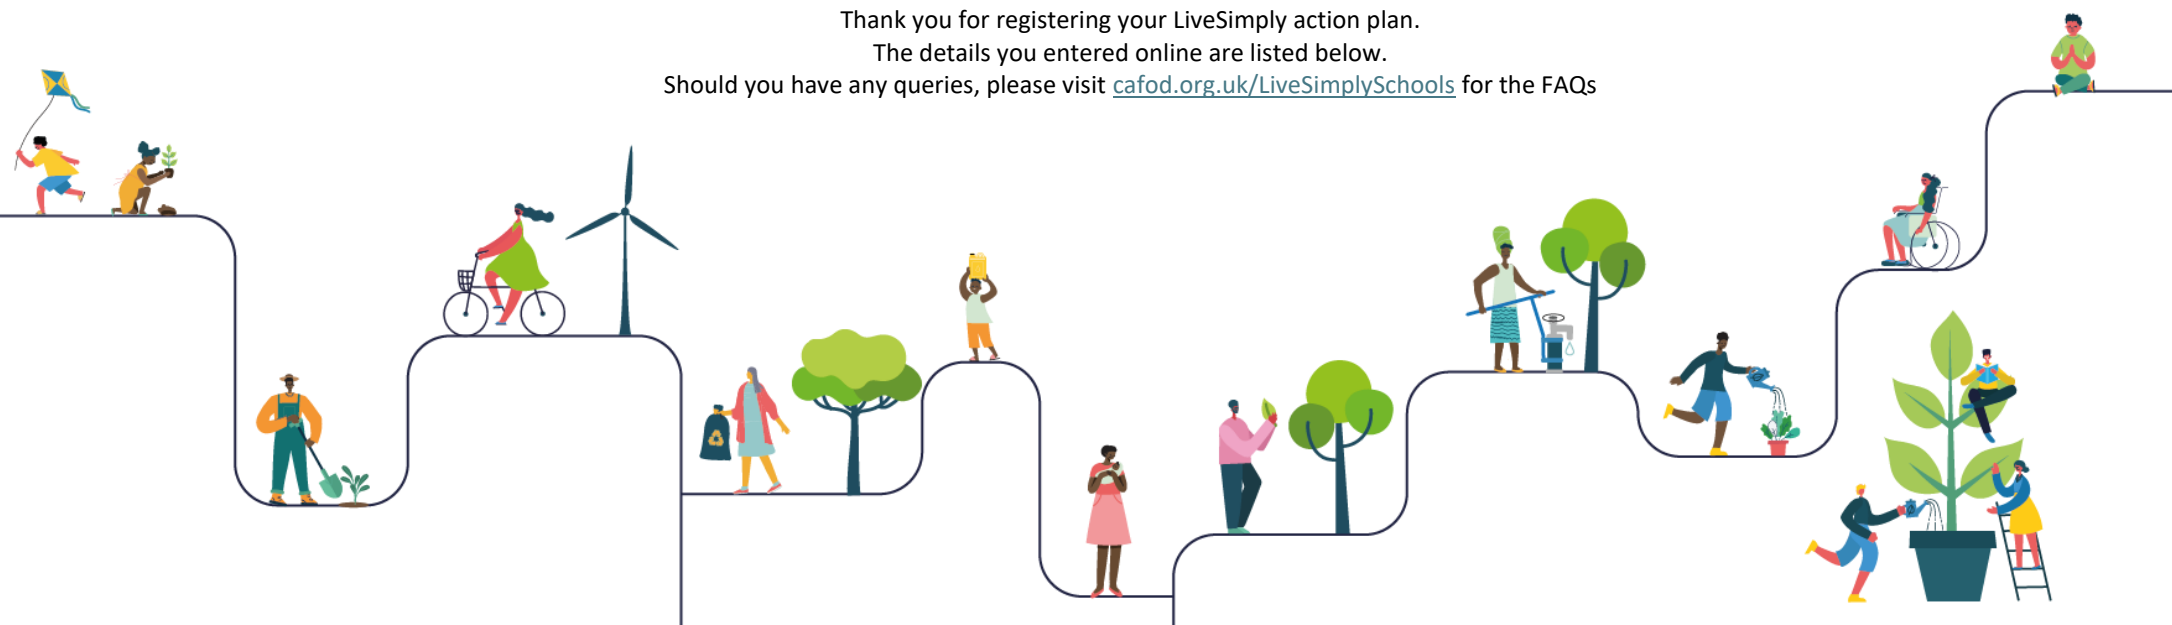 Thank you for registering your LiveSimply action plan.
The details you entered online are listed below.
Should you have any queries, please visit cafod.org.uk/LiveSimplySchools for the FAQs